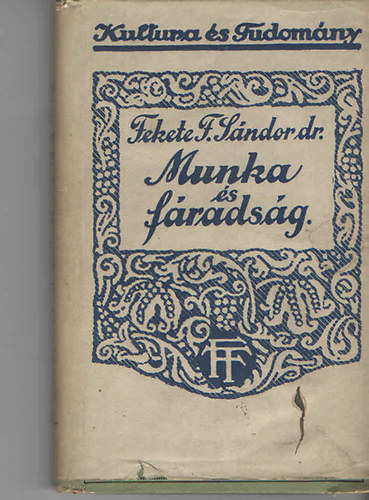 Kultura és Tudomány
Fekete F. Sándor dr.
Munka
és
fáradság.
FT